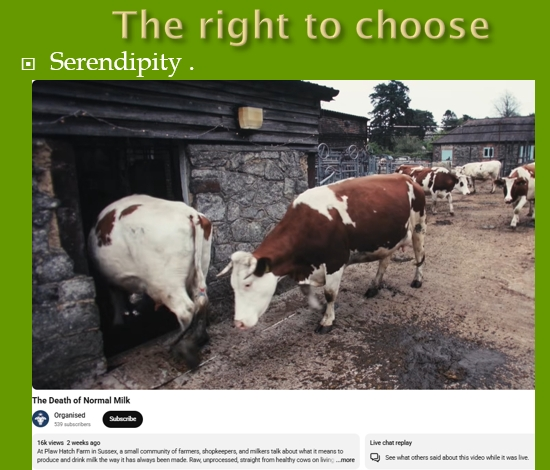 The right to choose
Serendipity .
The Death of Normal Milk
Organised
539 subscribers
Subscribe
16k views 2 weeks ago
At Plaw Hatch Farm in Sussex, a small community of farmers, shopkeepers, and milkers talk about what it means to
produce and drink milk the way it has always been made. Raw, unprocessed, straight from healthy cows on living ...more
Live chat replay
See what others said about this video while it was live.